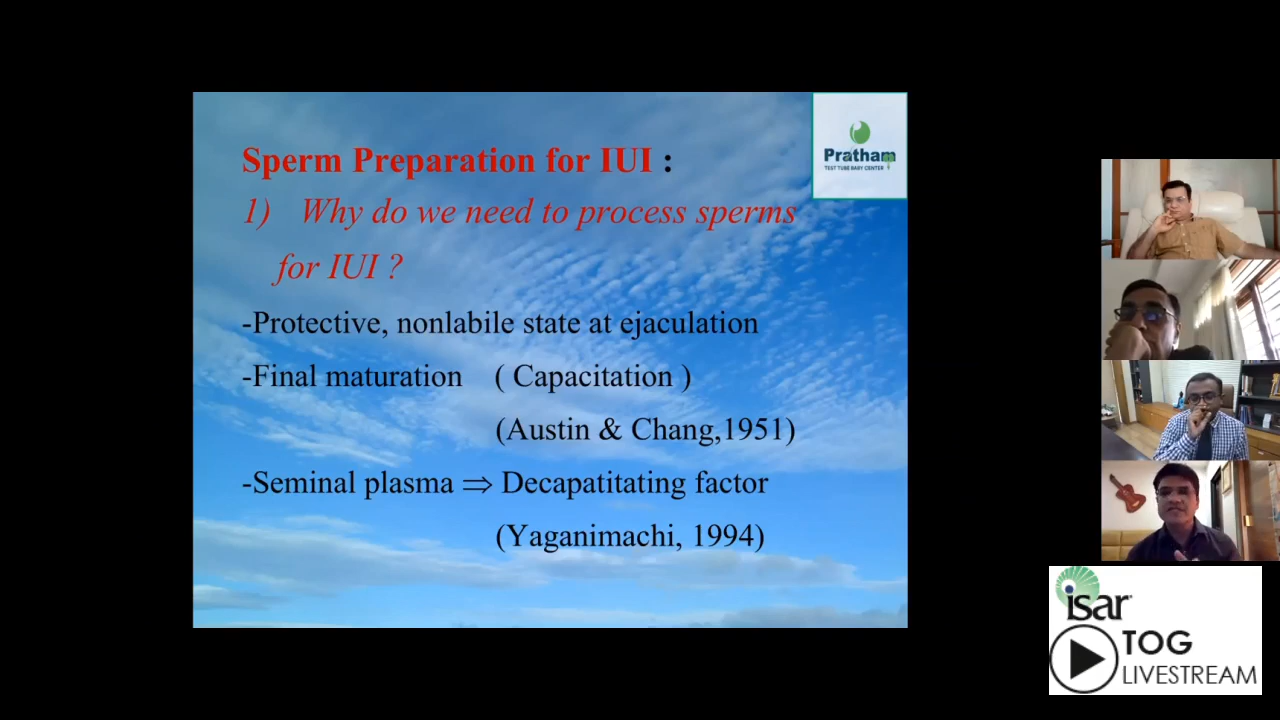 Sperm Preparation for IUI :
1) Why do we need to process sperms
for IUI ?
-Protective, nonlabile state at ejaculation
-Final maturation ( Capacitation )
(Austin & Chang,1951)
-Seminal plasma ⇒ Decapatitating factor
(Yaganimachi, 1994)
Pratham
TEST TUBE BABY CENTER
isar
TOG
LIVESTREAM